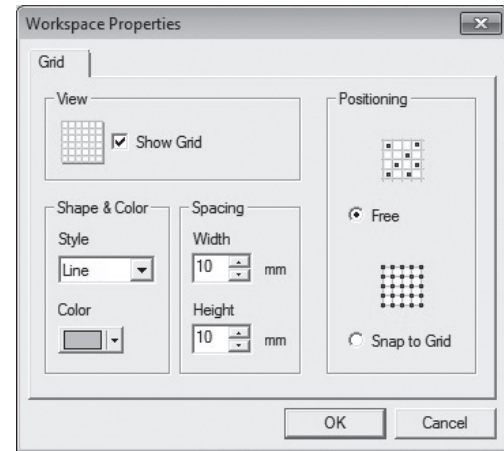 Workspace Properties
Grid
View
Show Grid
Shape & Color
Style
Line
Color
Spacing
Width
10 mm
Height
10 mm
Positioning
Free
Snap to Grid
OK
Cancel